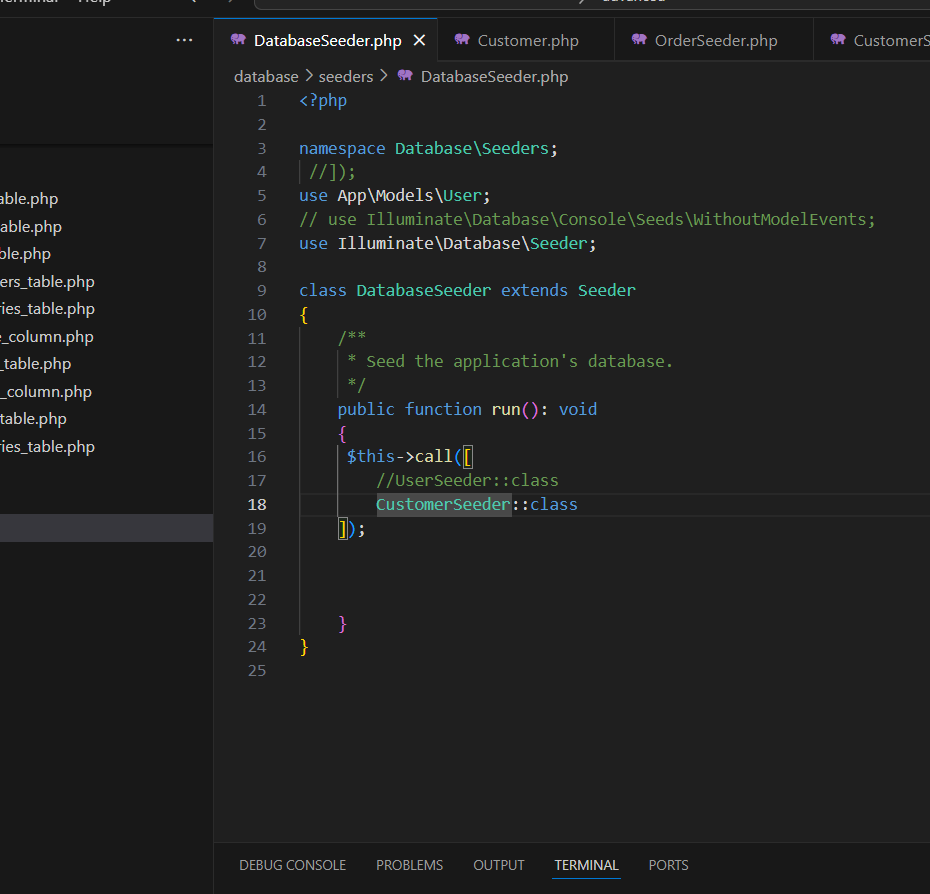 Help
DatabaseSeeder.php
Customer.php
OrderSeeder.php
CustomerS
database > seeders > DatabaseSeeder.php
able.php
able.php
ble.php
ers_table.php
ries_table.php
e_column.php
_table.php
_column.php
table.php
ries_table.php
1 <?php
2
3 namespace Database\Seeders;
4 //]);
5 use App\Models\User;
6 // use Illuminate\Database\Console\Seeds\WithoutModelEvents;
7 use Illuminate\Database\Seeder;
8
9 class DatabaseSeeder extends Seeder
10 {
11 /**
12 * Seed the application's database.
13 */
14 public function run(): void
15 {
16 $this->call([
17 //UserSeeder::class
18 CustomerSeeder::class
19 ]);
20
21
22
23 }
24 }
25
DEBUG CONSOLE PROBLEMS OUTPUT TERMINAL PORTS